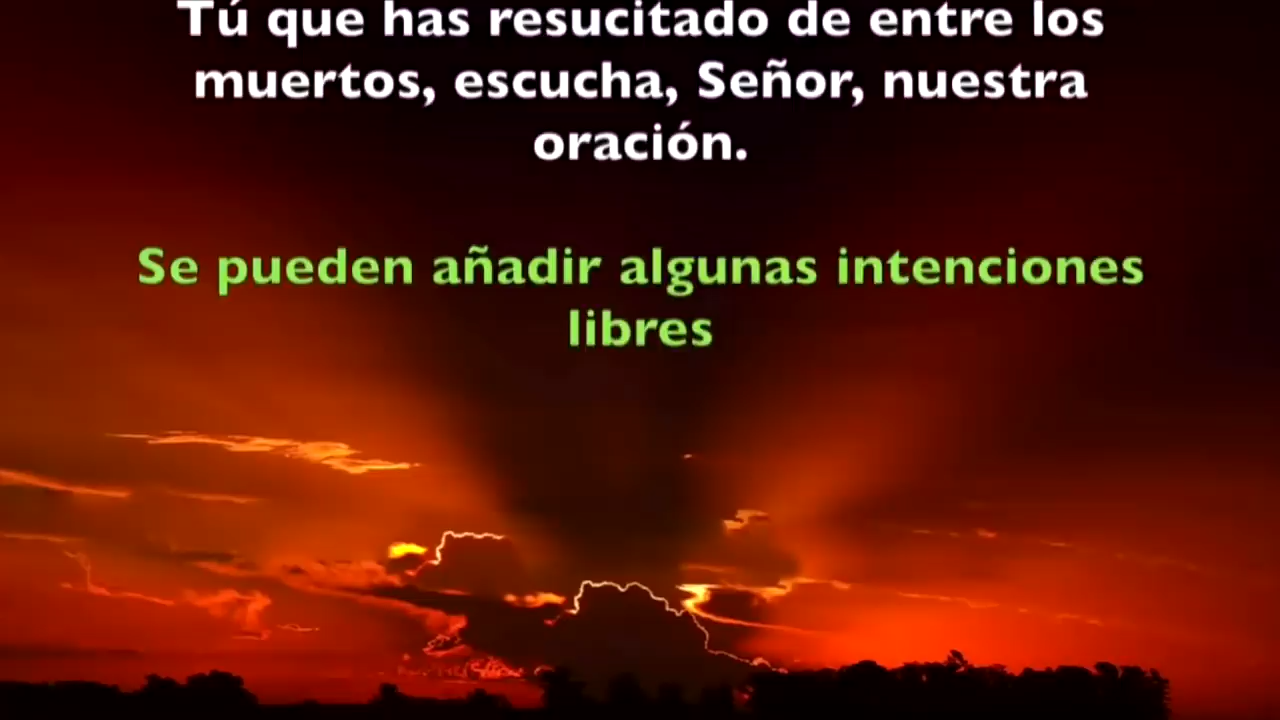 Tú que has resucitado de entre los
muertos, escucha, Señor, nuestra
oración.
Se pueden añadir algunas intenciones
libres